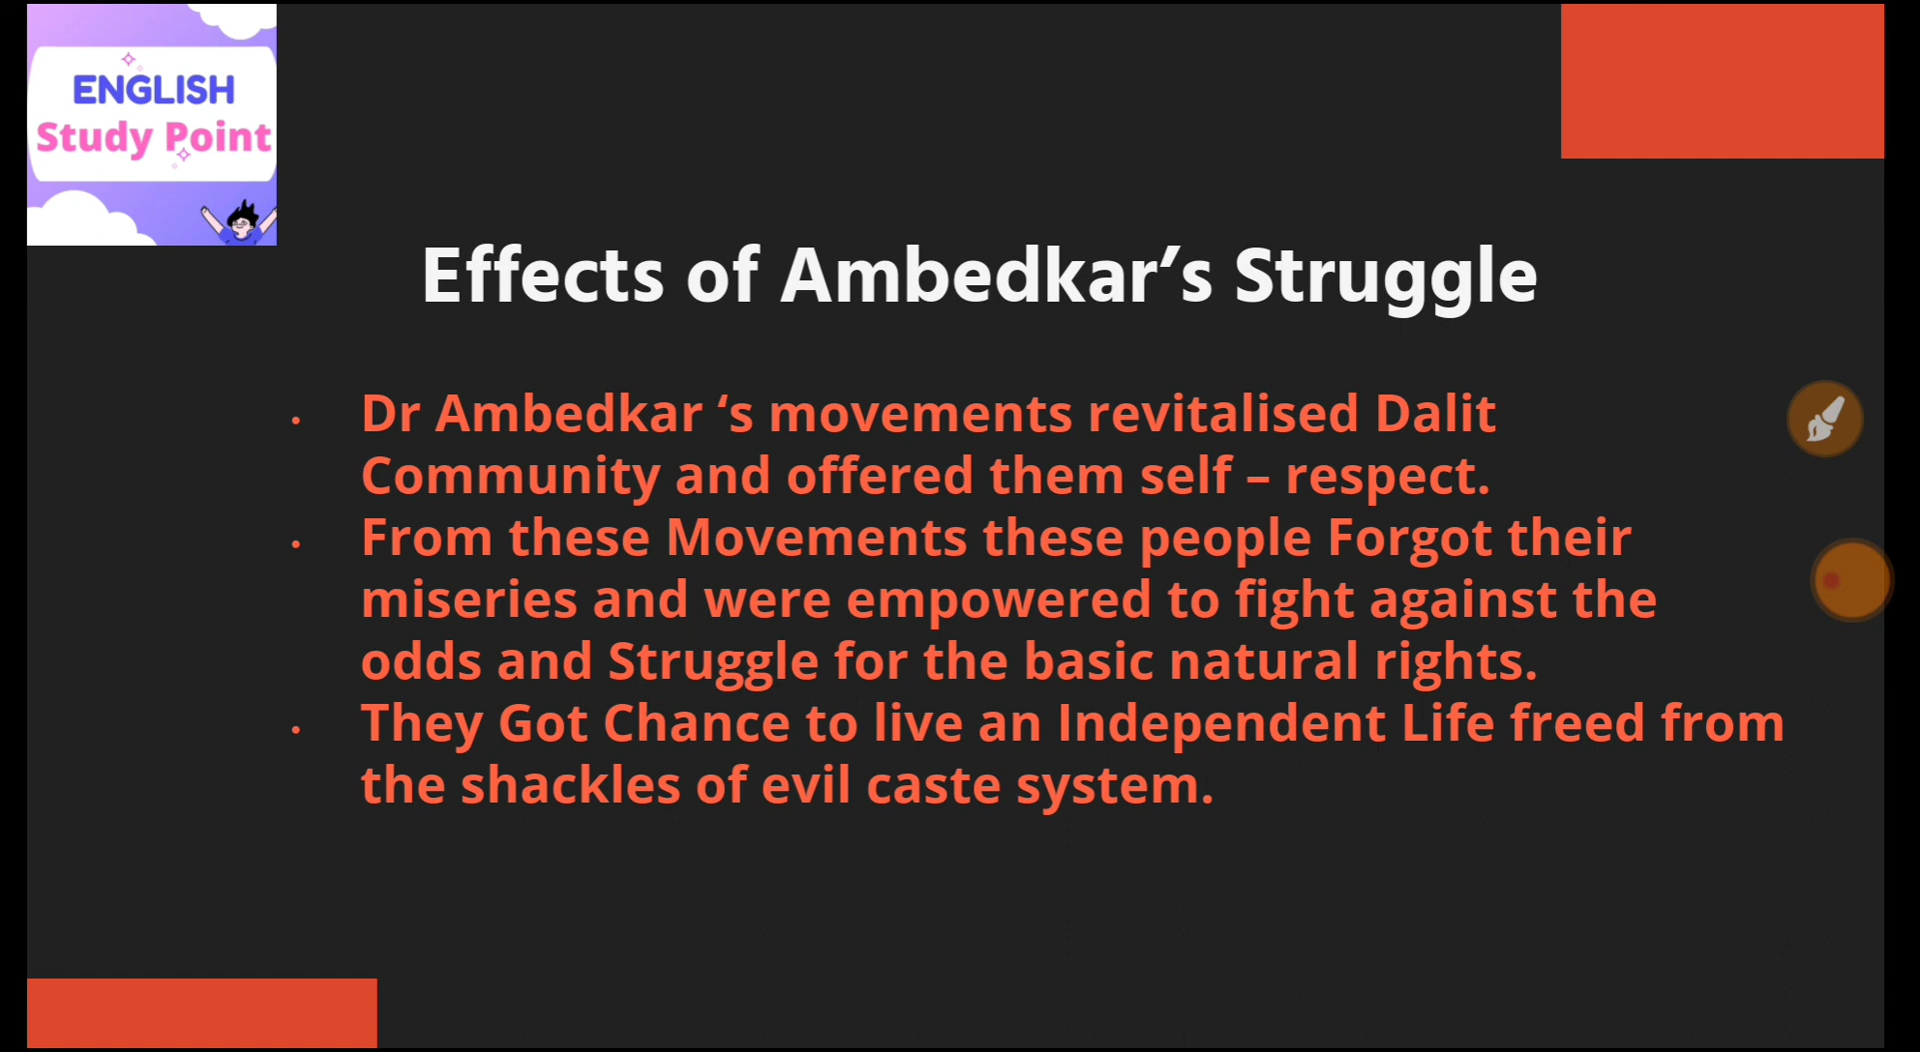 ENGLISH
Study Point
Effects of Ambedkar’s Struggle
• Dr Ambedkar ‘s movements revitalised Dalit
Community and offered them self – respect.
• From these Movements these people Forgot their
miseries and were empowered to fight against the
odds and Struggle for the basic natural rights.
• They Got Chance to live an Independent Life freed from
the shackles of evil caste system.